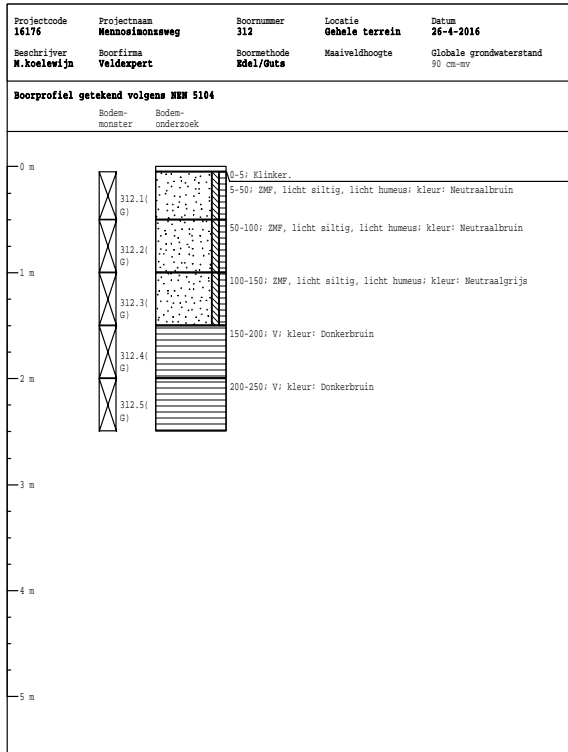 Projectcode Projectnaam Boornummer Locatie Datum
16176 Mennosimonzsweg 312 Gehele terrein 26-4-2016
Beschrijver Boorfirma Boormethode Maaiveldhoogte Globale grondwaterstand
M.koelewijn Veldexpert Edel/Guts 90 cm-mv
Boorprofiel getekend volgens NEN 5104
Bodem- Bodem-
monster onderzoek
0 m
0-5; Klinker.
5-50; ZMF, licht siltig, licht humeus; kleur: Neutraalbruin
312.1(
G)
50-100; ZMF, licht siltig, licht humeus; kleur: Neutraalbruin
312.2(
G)
1 m
100-150; ZMF, licht siltig, licht humeus; kleur: Neutraalgrijs
312.3(
G)
150-200; V; kleur: Donkerbruin
312.4(
G)
2 m
200-250; V; kleur: Donkerbruin
312.5(
G)
3 m
4 m
5 m